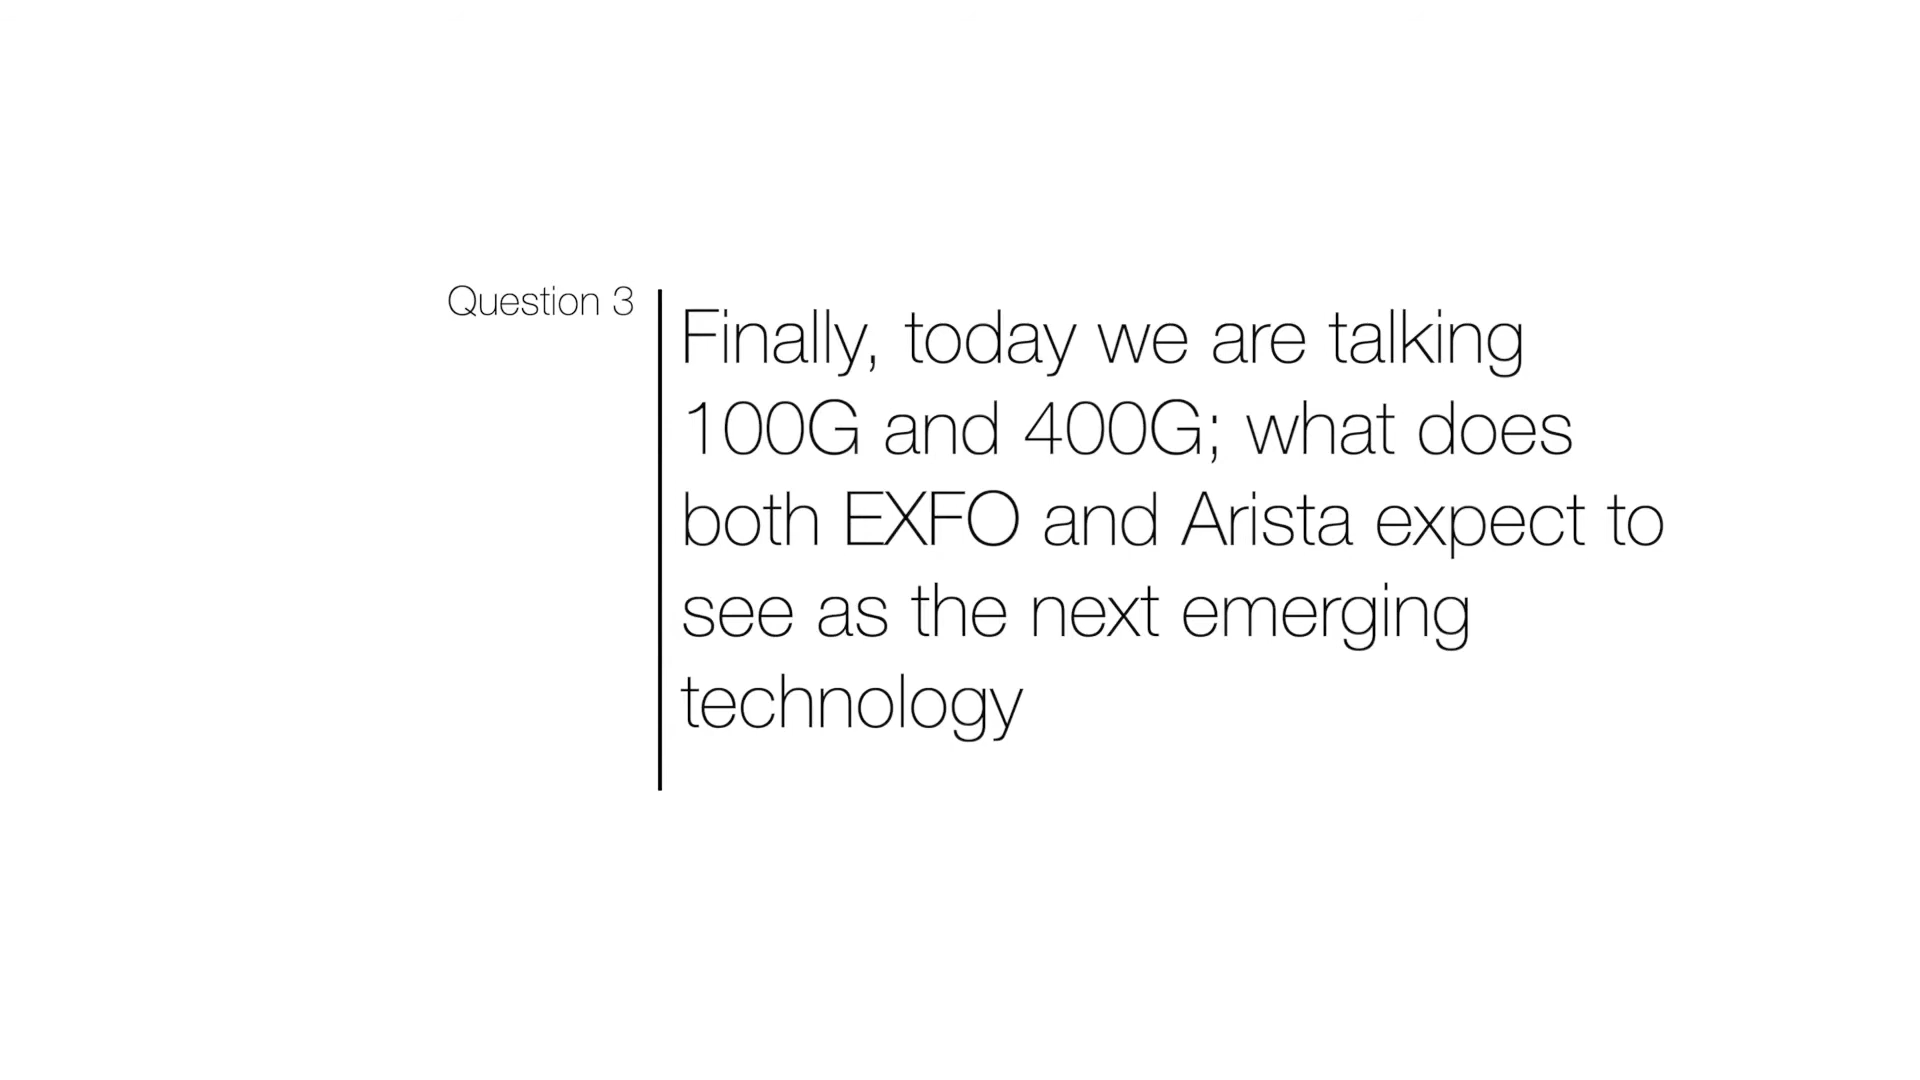 Question 3
Finally, today we are talking
100G and 400G; what does
both EXFO and Arista expect to
see as the next emerging
technology